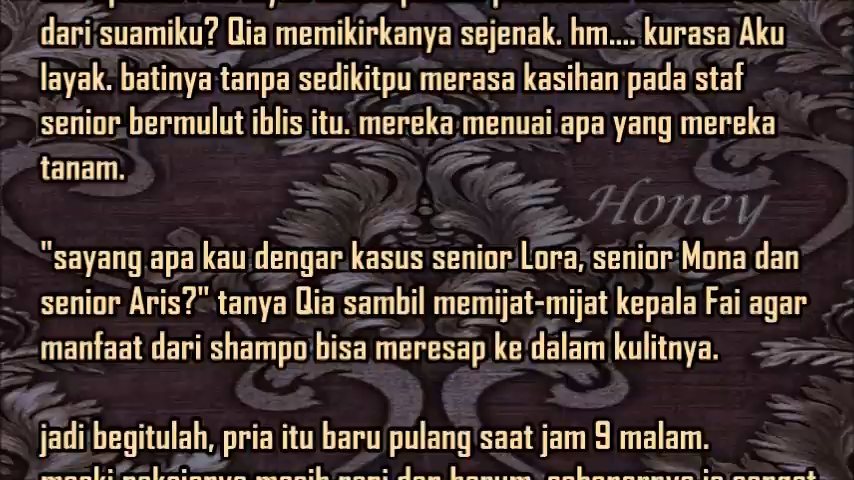 dari suamiku? Qia memikirkanya sejenak. hm.... kurasa Aku
layak. batinya tanpa sedikitpu merasa kasihan pada staf
senior bermulut iblis itu. mereka menuai apa yang mereka
tanam.
Honey
"sayang apa kau dengar kasus senior Lora, senior Mona dan
senior Aris?" tanya Qia sambil memijat-mijat kepala Fai agar
manfaat dari shampo bisa meresap ke dalam kulitnya.
jadi begitulah, pria itu baru pulang saat jam 9 malam.